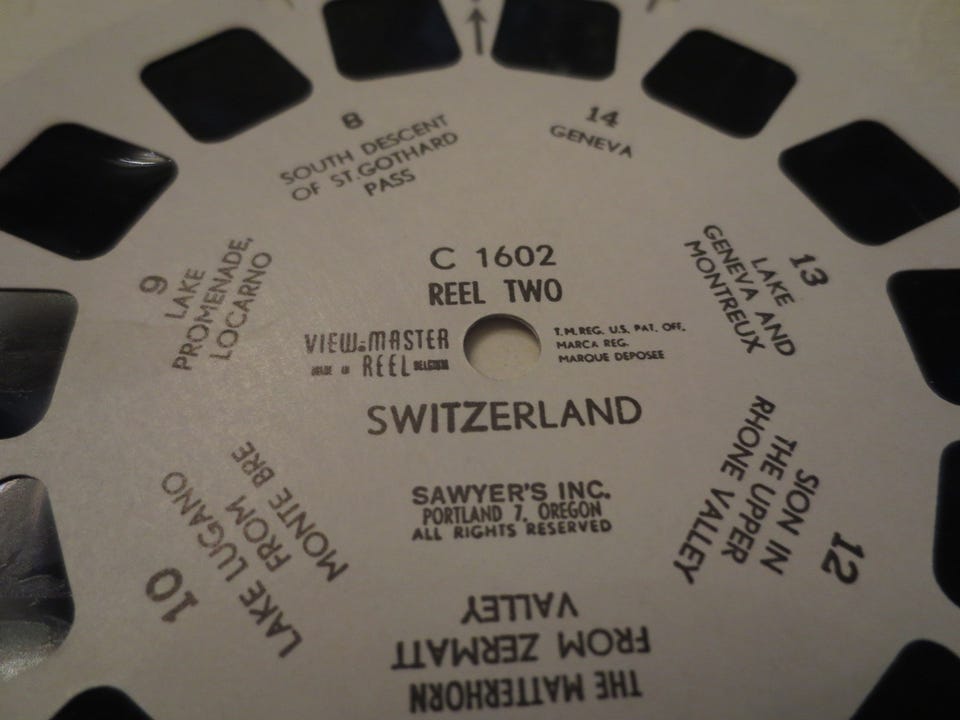 8
SOUTH DESCENT
OF ST.GOTHARD
PASS
14
GENEVA
9
LAKE
PROMENADE,
LOCARNO
C 1602
REEL TWO
VIEW-MASTER
MADE IN REEL BELGIUM
T.M.REG. U.S. PAT. OFF.
MARCA REG.
MARQUE DEPOSEE
13
LAKE
GENEVA AND
MONTREUX
SWITZERLAND
10
LAKE LUGANO
FROM
MONTE BRE
SAWYER'S INC.
PORTLAND 7, OREGON
ALL RIGHTS RESERVED
12
SION IN
THE UPPER
RHONE VALLEY
THE MATTERHORN
FROM ZERMATT
VALLEY